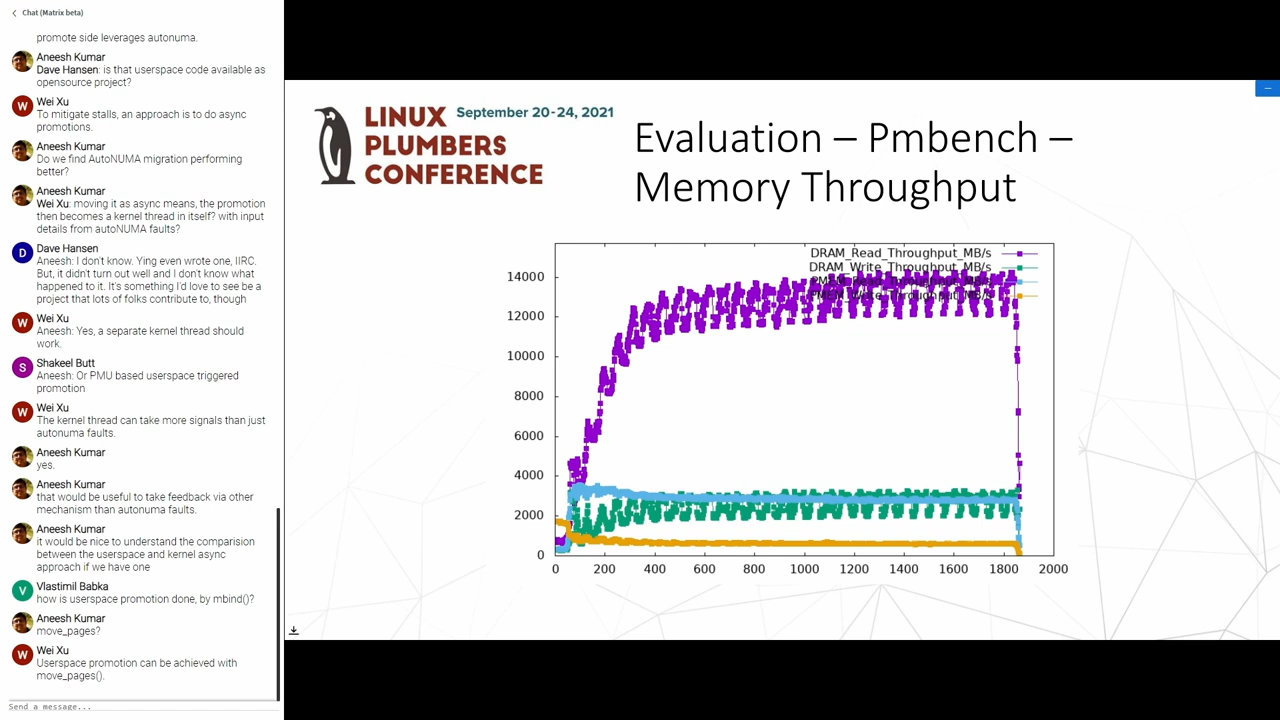 Chat (Matrix beta)
promote side leverages autonuma.
Aneesh Kumar
Dave Hansen: is that userspace code available as
opensource project?
Wei Xu
To mitigate stalls, an approach is to do async
promotions.
Aneesh Kumar
Do we find AutoNUMA migration performing
better?
Aneesh Kumar
Wei Xu: moving it as async means, the promotion
then becomes a kernel thread in itself? with input
details from autoNUMA faults?
Dave Hansen
Aneesh: I don't know. Ying even wrote one, IIRC.
But, it didn't turn out well and I don't know what
happened to it. It's something I'd love to see be a
project that lots of folks contribute to, though
Wei Xu
Aneesh: Yes, a separate kernel thread should
work.
Shakeel Butt
Aneesh: Or PMU based userspace triggered
promotion
Wei Xu
The kernel thread can take more signals than just
autonuma faults.
Aneesh Kumar
yes.
Aneesh Kumar
that would be useful to take feedback via other
mechanism than autonuma faults.
Aneesh Kumar
it would be nice to understand the comparision
between the userspace and kernel async
approach if we have one
Vlastimil Babka
how is userspace promotion done, by mbind()?
Aneesh Kumar
move_pages?
Wei Xu
Userspace promotion can be achieved with
move_pages().
Send a message...
W
W
D
W
S
W
V
W
LINUX
PLUMBERS
CONFERENCE
September 20-24, 2021
Evaluation – Pmbench –
Memory Throughput
DRAM_Read_Throughput_MB/s
DRAM_Write_Throughput_MB/s
14000
12000
10000
8000
6000
4000
2000
0
0 200 400 600 800 1000 1200 1400 1600 1800 2000